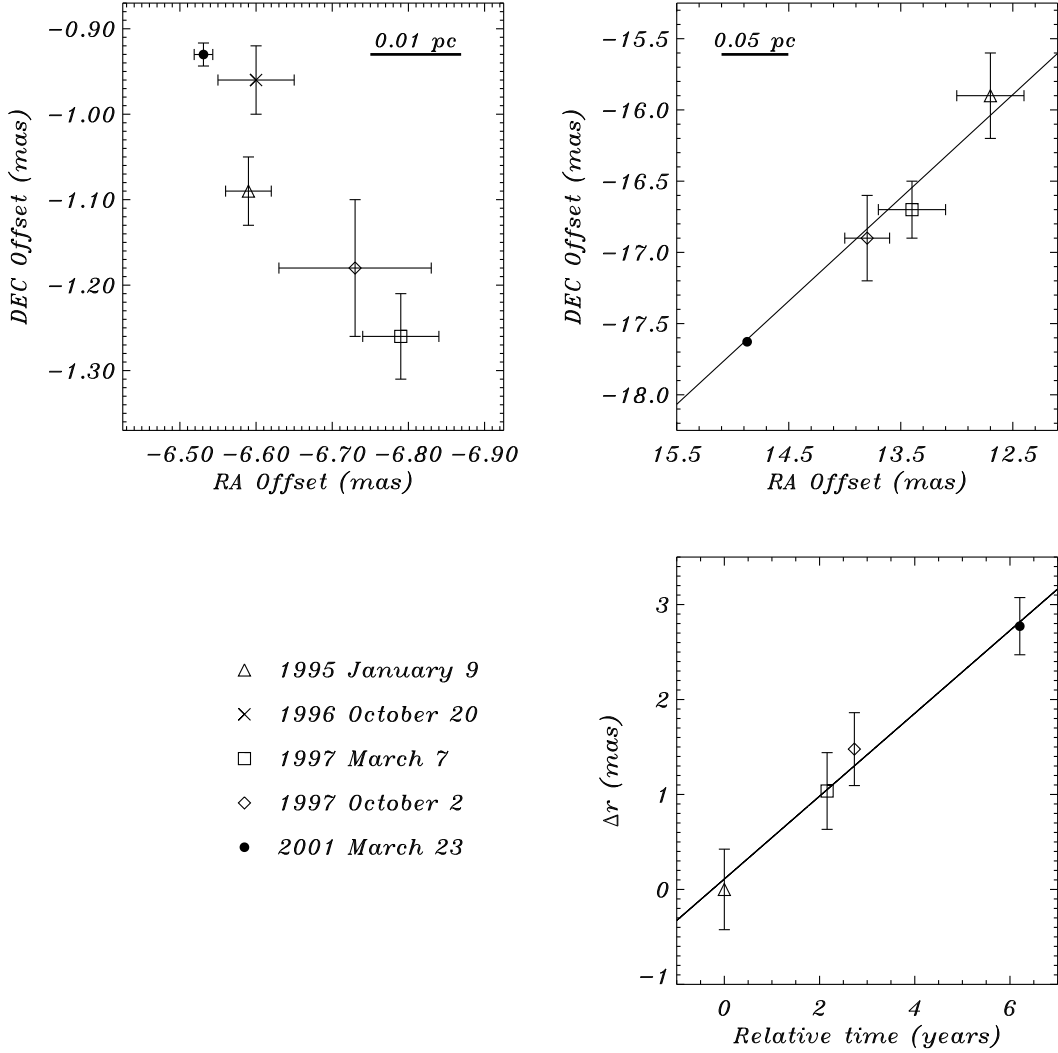 0.01 pc
-0.90
-1.00
-1.10
-1.20
-1.30
DEC Offset (mas)
-6.50 -6.60 -6.70 -6.80 -6.90
RA Offset (mas)
0.05 pc
-15.5
-16.0
-16.5
-17.0
-17.5
-18.0
DEC Offset (mas)
15.5 14.5 13.5 12.5
RA Offset (mas)
1995 January 9
1996 October 20
1997 March 7
1997 October 2
2001 March 23
3
2
1
0
-1
Δr (mas)
0 2 4 6
Relative time (years)